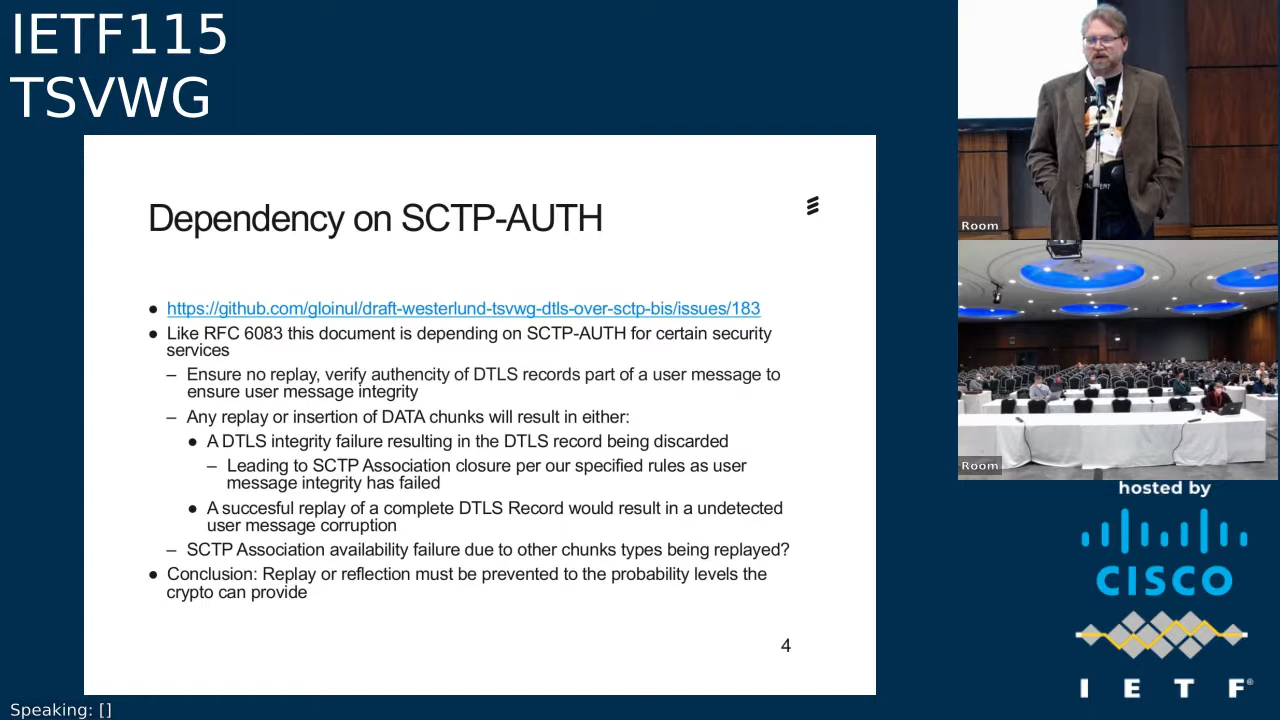 IETF115
TSVWG
Dependency on SCTP-AUTH
● https://github.com/gloinul/draft-westerlund-tsvwg-dtls-over-sctp-bis/issues/183
● Like RFC 6083 this document is depending on SCTP-AUTH for certain security
services
– Ensure no replay, verify authencity of DTLS records part of a user message to
ensure user message integrity
– Any replay or insertion of DATA chunks will result in either:
● A DTLS integrity failure resulting in the DTLS record being discarded
– Leading to SCTP Association closure per our specified rules as user
message integrity has failed
● A succesful replay of a complete DTLS Record would result in a undetected
user message corruption
– SCTP Association availability failure due to other chunks types being replayed?
● Conclusion: Replay or reflection must be prevented to the probability levels the
crypto can provide
4
Room
Room
hosted by
CISCO
I E T F®
Speaking: []